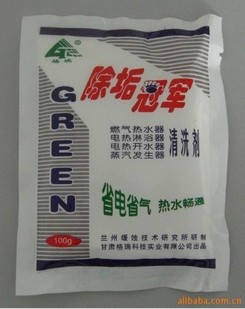 格瑞
除垢冠军
GREEN
燃气热水器
电热淋浴器
电热开水器
蒸汽发生器
清洗剂
省电省气 热水畅通
100g
兰州缓蚀技术研究所研制
甘肃格瑞科技实业有限公司出品
alibaba.com.cn